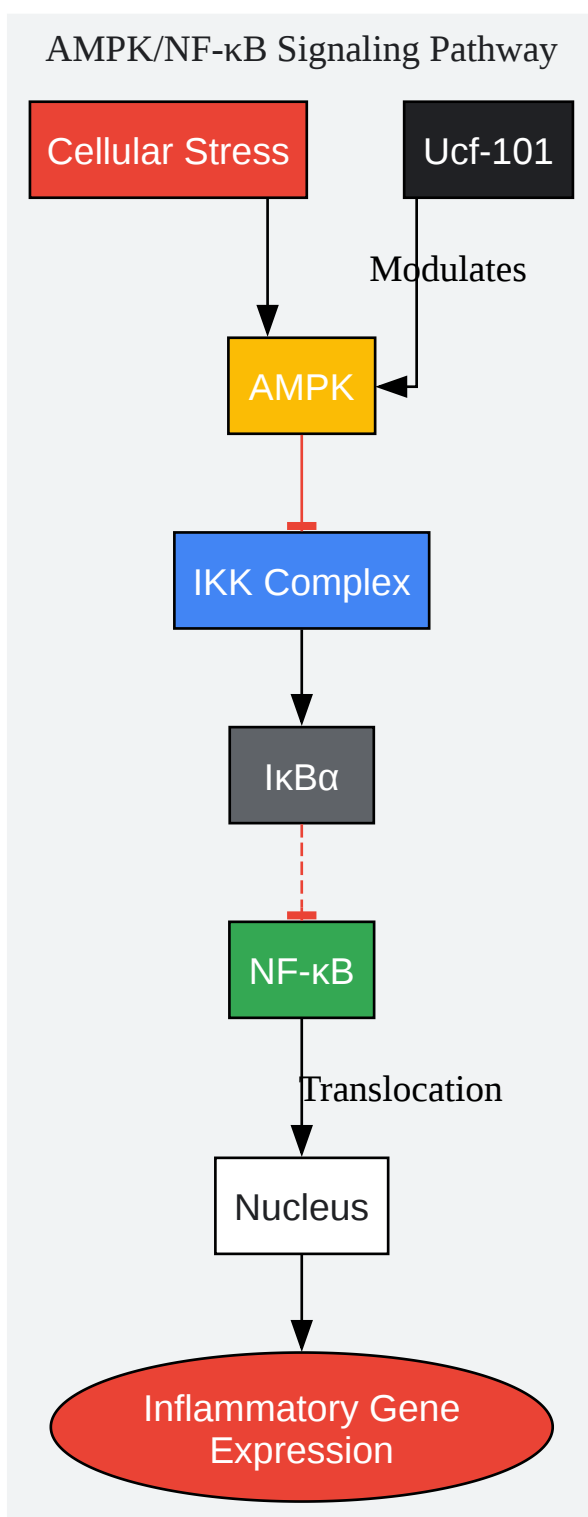 AMPK/NF-κB Signaling Pathway
Cellular Stress
Ucf-101
Modulates
AMPK
IKK Complex
IκBα
NF-κB
Translocation
Nucleus
Inflammatory Gene
Expression